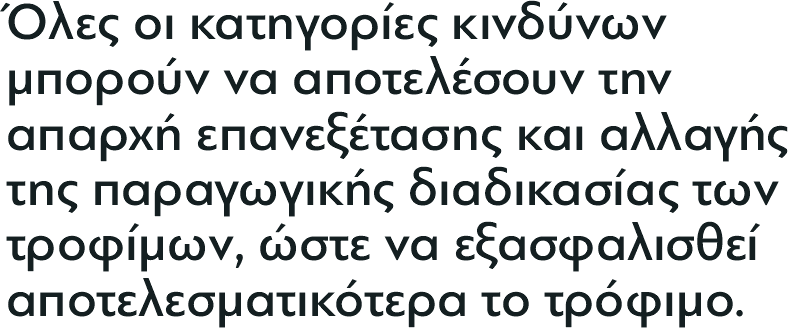 Όλες οι κατηγορίες κινδύνων
μπορούν να αποτελέσουν την
απαρχή επανεξέτασης και αλλαγής
της παραγωγικής διαδικασίας των
τροφίμων, ώστε να εξασφαλισθεί
αποτελεσματικότερα το τρόφιμο.